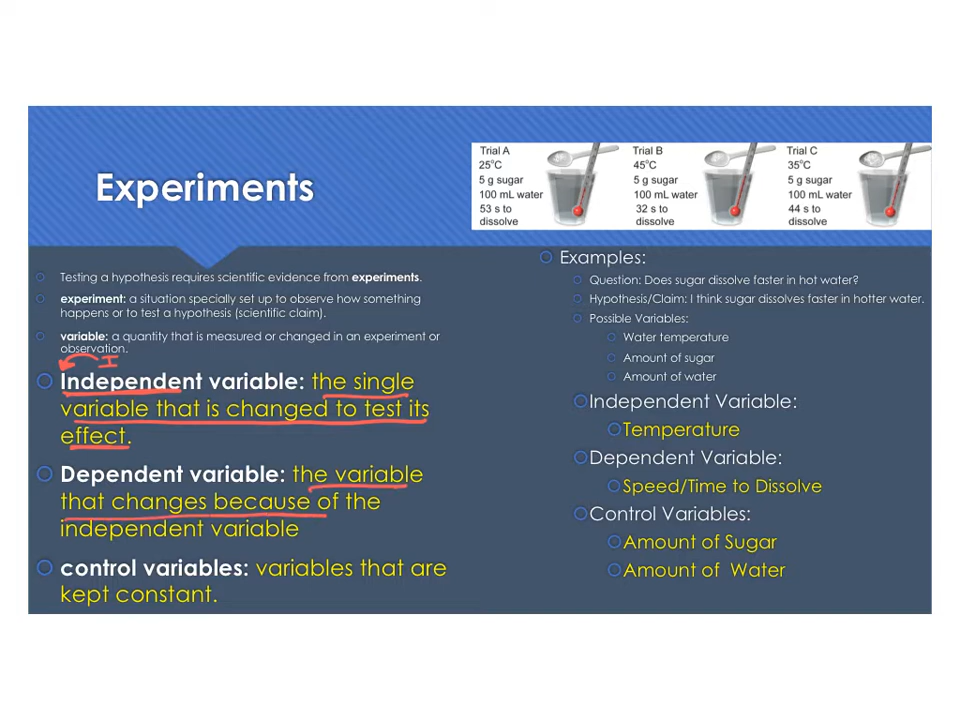 Experiments
Trial A
25°C
5 g sugar
100 mL water
53 s to
dissolve
Trial B
45°C
5 g sugar
100 mL water
32 s to
dissolve
Trial C
35°C
5 g sugar
100 mL water
44 s to
dissolve
Testing a hypothesis requires scientific evidence from experiments.
experiment: a situation specially set up to observe how something
happens or to test a hypothesis (scientific claim).
variable: a quantity that is measured or changed in an experiment or
observation.
I
Independent variable: the single
variable that is changed to test its
effect.
Dependent variable: the variable
that changes because of the
independent variable
control variables: variables that are
kept constant.
Examples:
Question: Does sugar dissolve faster in hot water?
Hypothesis/Claim: I think sugar dissolves faster in hotter water.
Possible Variables:
Water temperature
Amount of sugar
Amount of water
Independent Variable:
Temperature
Dependent Variable:
Speed/Time to Dissolve
Control Variables:
Amount of Sugar
Amount of Water